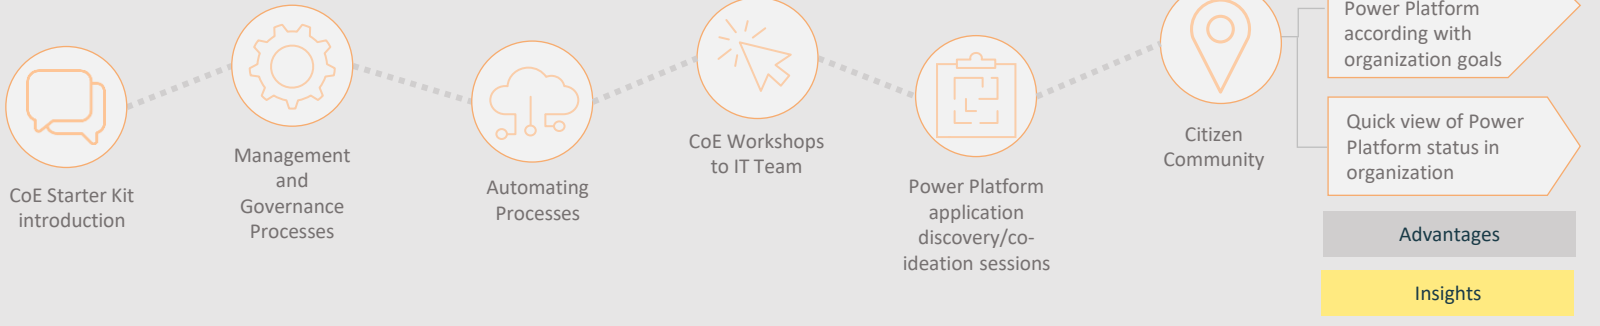 CoE Starter Kit
introduction
Management
and
Governance
Processes
Automating
Processes
CoE Workshops
to IT Team
Power Platform
application
discovery/co-
ideation sessions
Citizen
Community
Power Platform
according with
organization goals
Quick view of Power
Platform status in
organization
Advantages
Insights